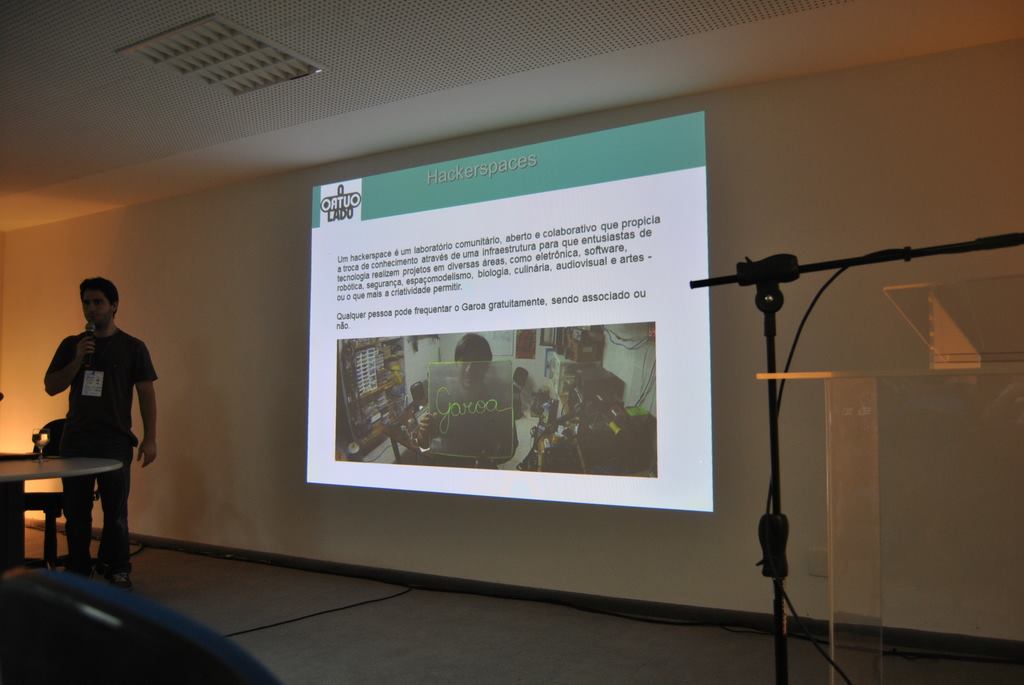 Hackerspaces
O
OATUO
LADO
Um hackerspace é um laboratório comunitário, aberto e colaborativo que propicia
a troca de conhecimento através de uma infraestrutura para que entusiastas de
tecnologia realizem projetos em diversas áreas, como eletrônica, software,
robótica, segurança, espaçomodelismo, biologia, culinária, audiovisual e artes -
ou o que mais a criatividade permitir.
Qualquer pessoa pode frequentar o Garoa gratuitamente, sendo associado ou
não.
Garoa